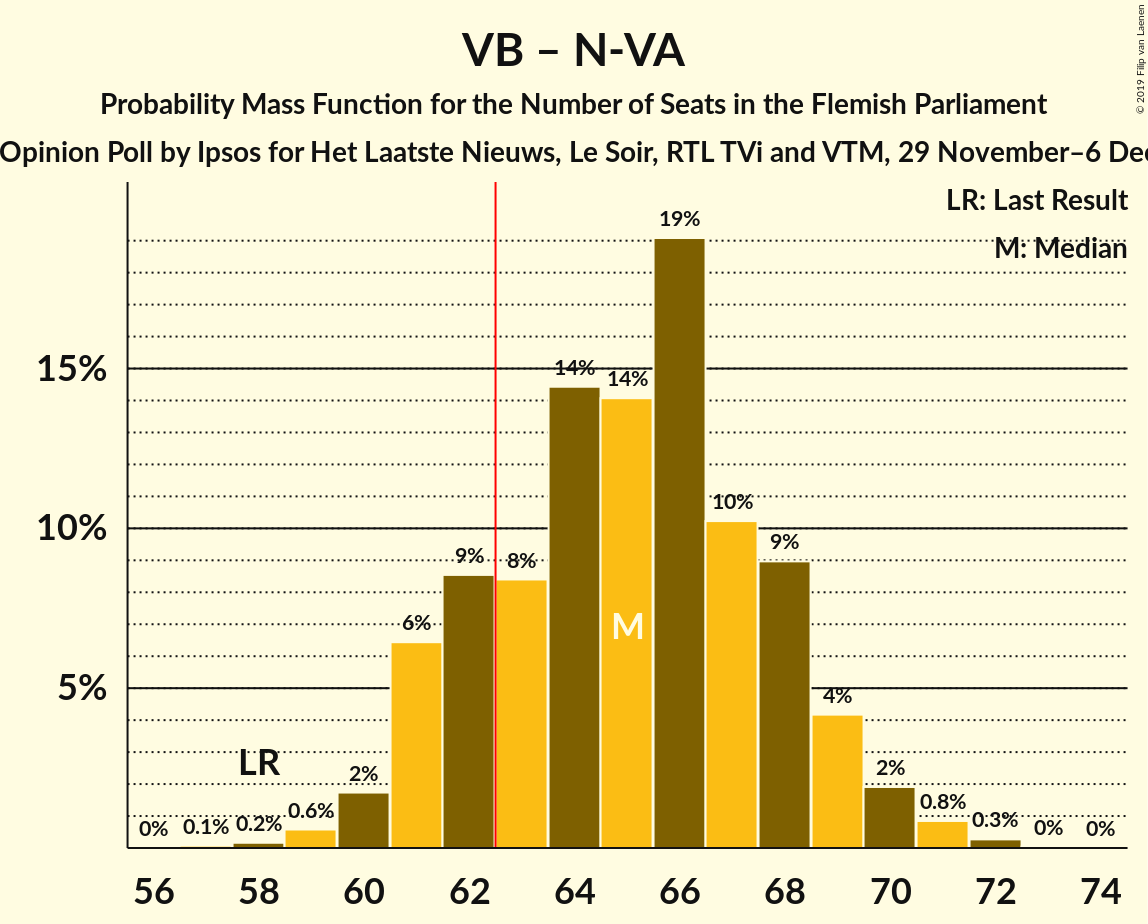 VB – N-VA
Probability Mass Function for the Number of Seats in the Flemish Parliament
Opinion Poll by Ipsos for Het Laatste Nieuws, Le Soir, RTL TVi and VTM, 29 November–6 Dec
© 2019 Filip van Laenen
LR: Last Result
M: Median
19%
15%
14%
14%
10%
10%
9%
9%
8%
6%
M
5%
4%
LR
2%
2%
0%
0.1%
0.2%
0.6%
0.8%
0.3%
0%
0%
56 58 60 62 64 66 68 70 72 74